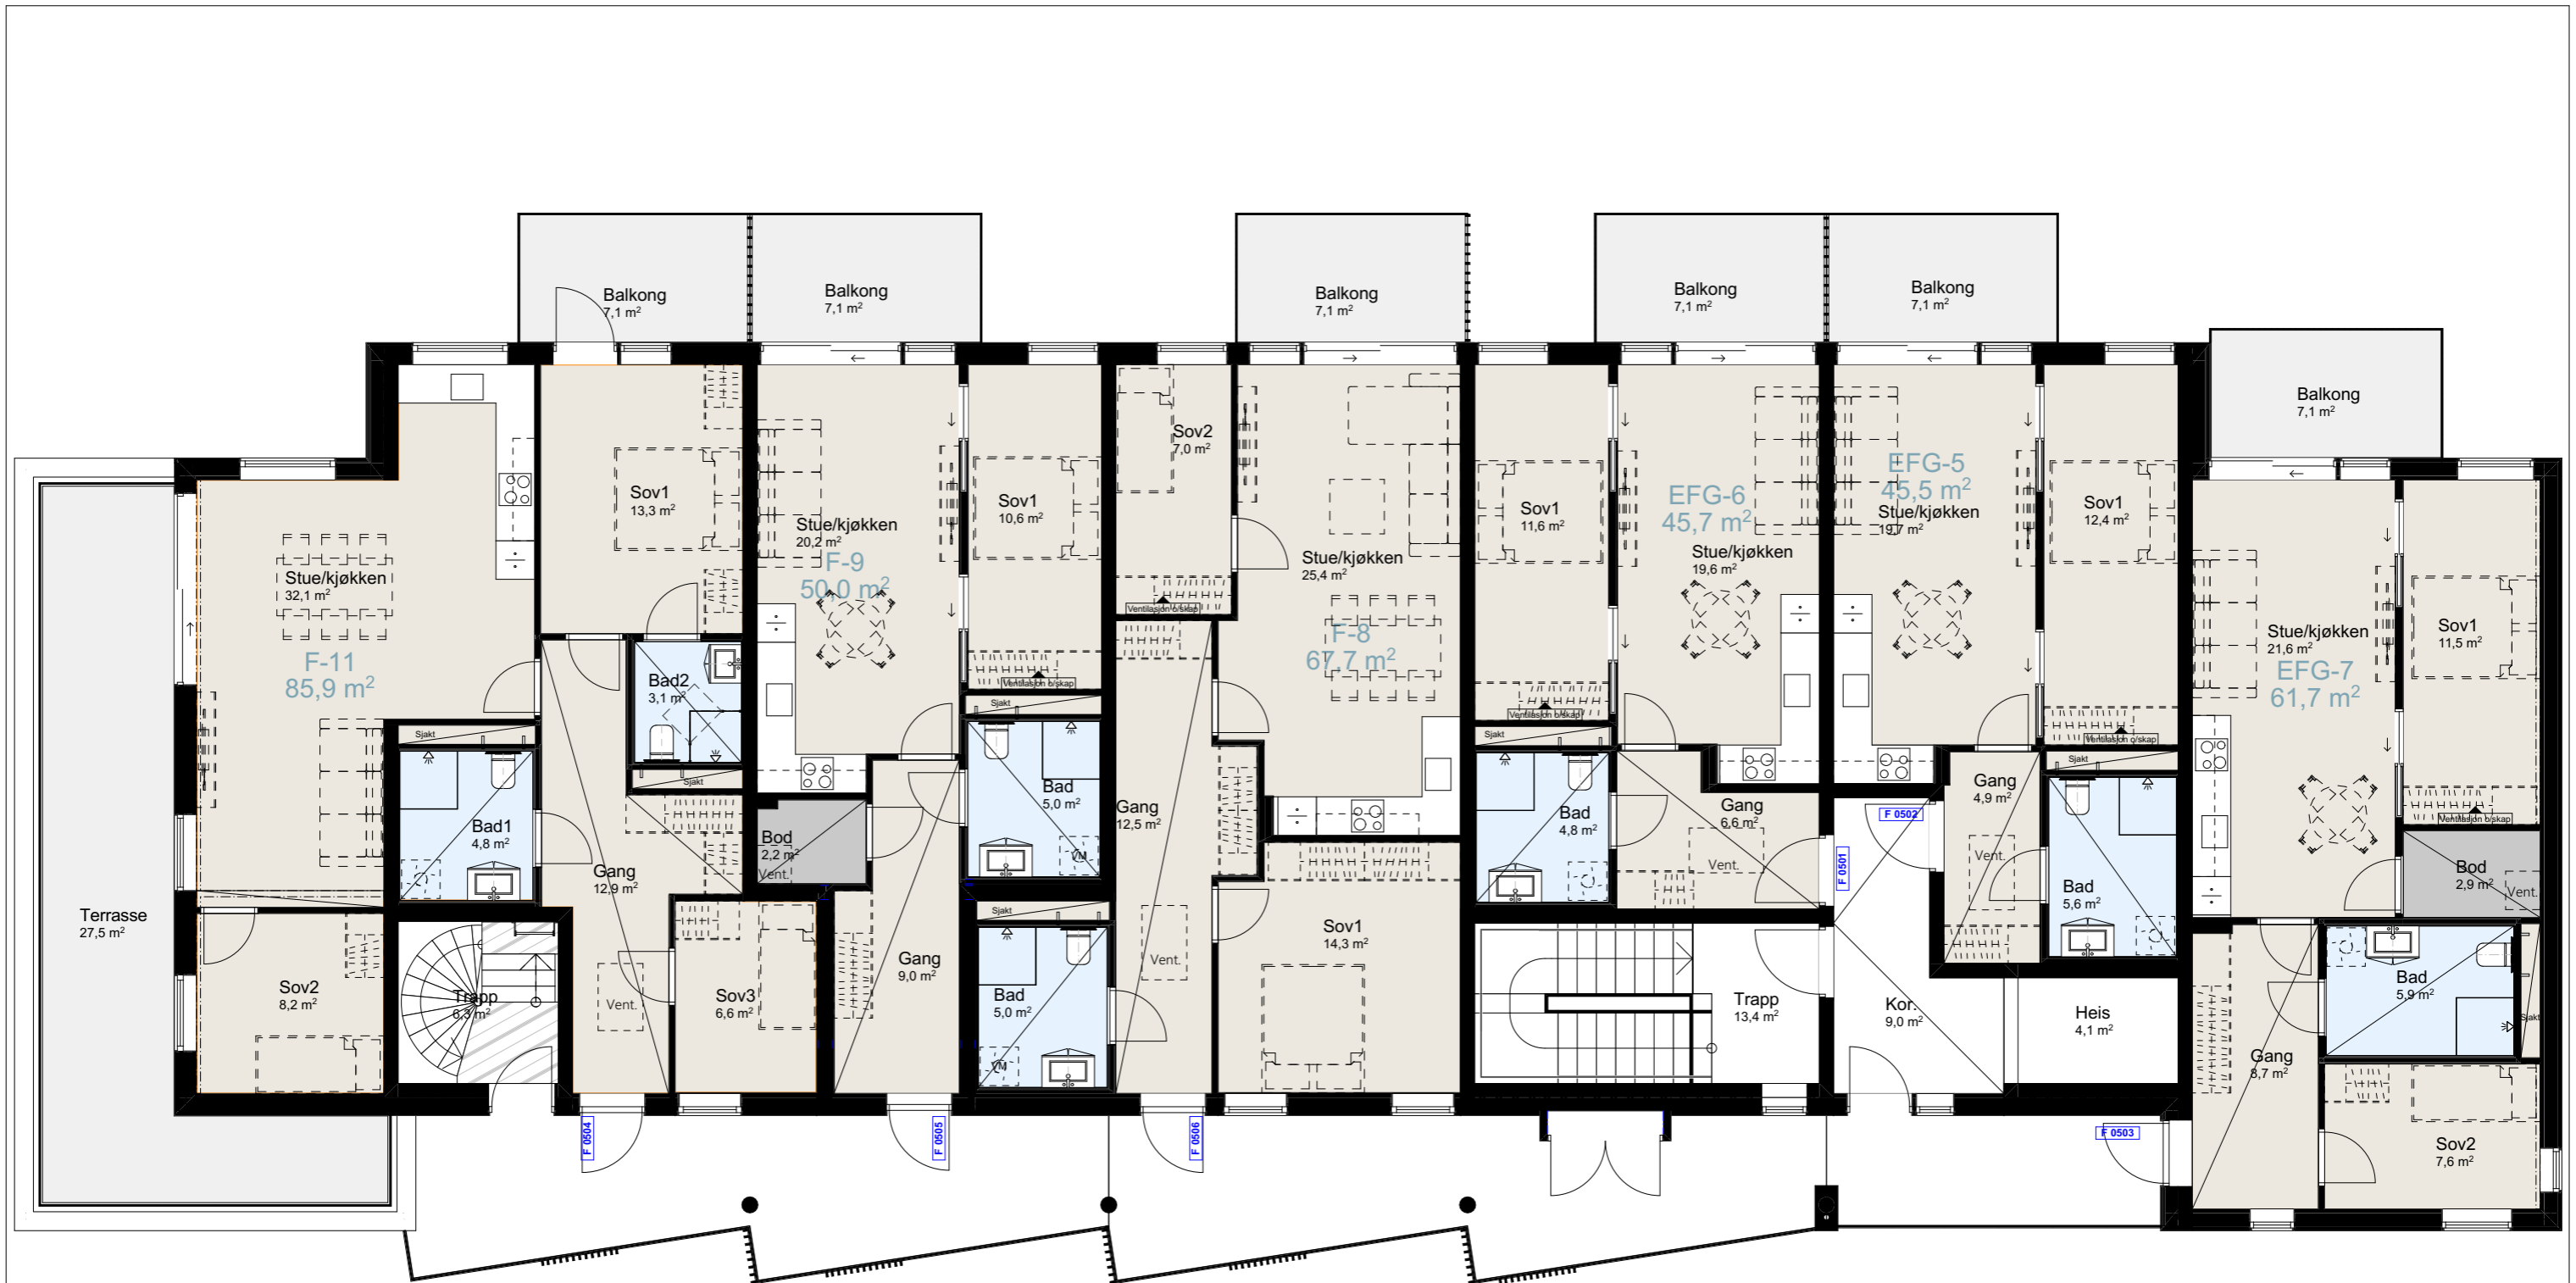 Balkong
7,1 m²
Balkong
7,1 m²
Balkong
7,1 m²
Balkong
7,1 m²
Balkong
7,1 m²
Balkong
7,1 m²
Stue/kjøkken
32,1 m²
F-11
85,9 m²
Sov1
13,3 m²
Bad2
3,1 m²
Sjakt
Sjakt
Bad1
4,8 m²
Gang
12,9 m²
Vent.
Terrasse
27,5 m²
Sov2
8,2 m²
Trapp
6,3 m²
Sov3
6,6 m²
F 0504
Stue/kjøkken
20,2 m²
F-9
50,0 m²
Sov1
10,6 m²
Ventilasjon o/skap
Sjakt
Bad
5,0 m²
VM
Bod
2,2 m²
Vent.
Gang
9,0 m²
F 0505
Sov2
7,0 m²
Ventilasjon o/skap
Stue/kjøkken
25,4 m²
F-8
67,7 m²
Gang
12,5 m²
Vent.
Sjakt
Bad
5,0 m²
VM
Sov1
14,3 m²
F 0506
Sov1
11,6 m²
Ventilasjon o/skap
Sjakt
EFG-6
45,7 m²
Stue/kjøkken
19,6 m²
Bad
4,8 m²
Gang
6,6 m²
Vent.
F 0501
Trapp
13,4 m²
EFG-5
45,5 m²
Stue/kjøkken
19,7 m²
Sov1
12,4 m²
Ventilasjon o/skap
Sjakt
Gang
4,9 m²
Vent.
F 0502
Bad
5,6 m²
Kor.
9,0 m²
Heis
4,1 m²
F 0503
Stue/kjøkken
21,6 m²
EFG-7
61,7 m²
Sov1
11,5 m²
Ventilasjon o/skap
Bod
2,9 m²
Vent.
Bad
5,9 m²
Sjakt
Gang
8,7 m²
Sov2
7,6 m²